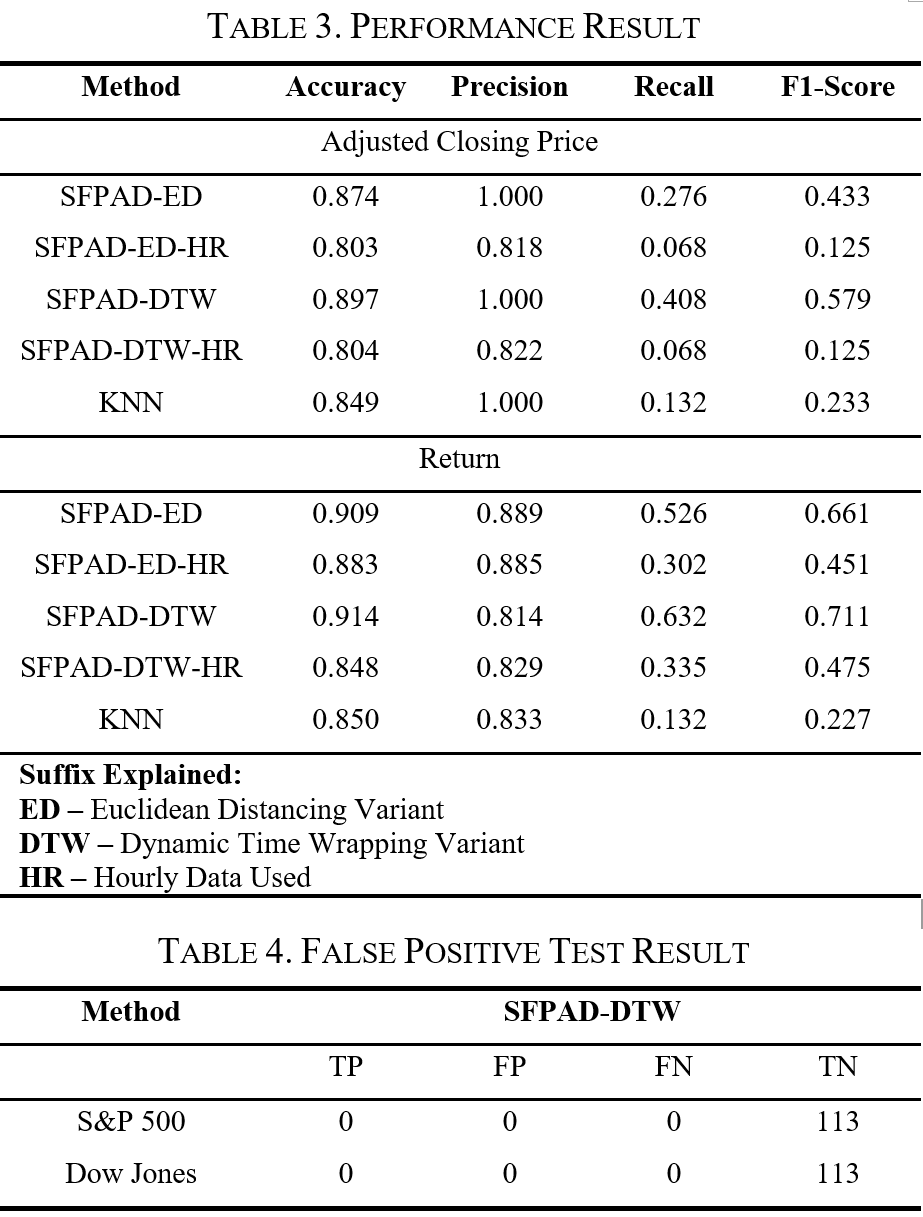 TABLE 3. PERFORMANCE RESULT
Method Accuracy Precision Recall F1-Score
Adjusted Closing Price
SFPAD-ED 0.874 1.000 0.276 0.433
SFPAD-ED-HR 0.803 0.818 0.068 0.125
SFPAD-DTW 0.897 1.000 0.408 0.579
SFPAD-DTW-HR 0.804 0.822 0.068 0.125
KNN 0.849 1.000 0.132 0.233
Return
SFPAD-ED 0.909 0.889 0.526 0.661
SFPAD-ED-HR 0.883 0.885 0.302 0.451
SFPAD-DTW 0.914 0.814 0.632 0.711
SFPAD-DTW-HR 0.848 0.829 0.335 0.475
KNN 0.850 0.833 0.132 0.227
Suffix Explained:
ED – Euclidean Distancing Variant
DTW – Dynamic Time Wrapping Variant
HR – Hourly Data Used
TABLE 4. FALSE POSITIVE TEST RESULT
Method SFPAD-DTW
TP FP FN TN
S&P 500 0 0 0 113
Dow Jones 0 0 0 113